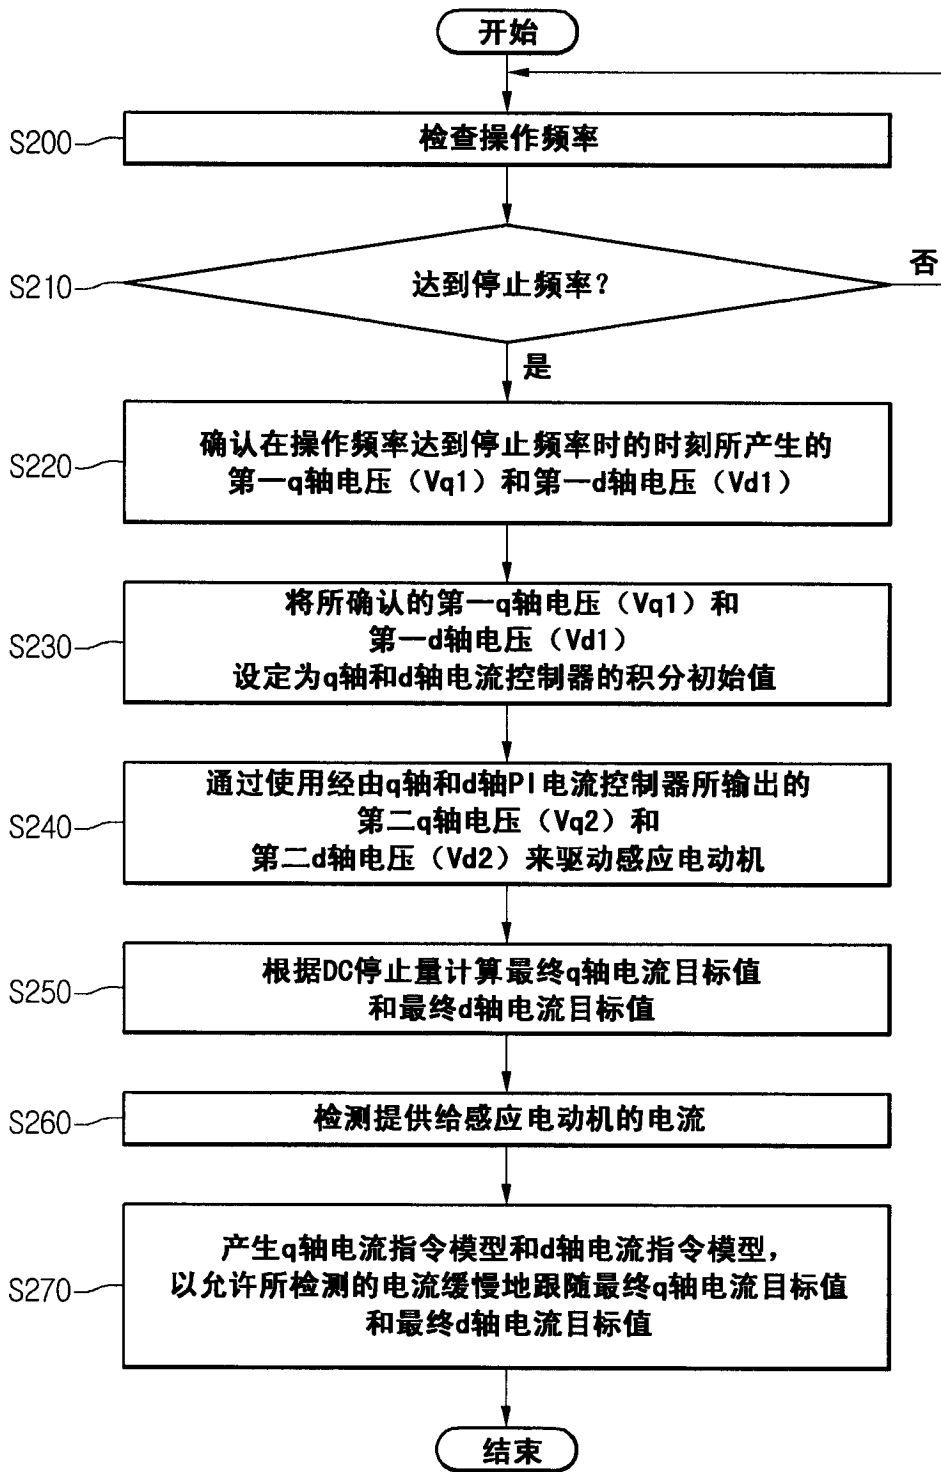 开始
S200
检查操作频率
S210
达到停止频率?
否
是
S220
确认在操作频率达到停止频率时的时刻所产生的
第一q轴电压（Vq1）和第一d轴电压（Vd1）
S230
将所确认的第一q轴电压（Vq1）和
第一d轴电压（Vd1）
设定为q轴和d轴电流控制器的积分初始值
S240
通过使用经由q轴和d轴PI电流控制器所输出的
第二q轴电压（Vq2）和
第二d轴电压（Vd2）来驱动感应电动机
S250
根据DC停止量计算最终q轴电流目标值
和最终d轴电流目标值
S260
检测提供给感应电动机的电流
S270
产生q轴电流指令模型和d轴电流指令模型，
以允许所检测的电流缓慢地跟随最终q轴电流目标值
和最终d轴电流目标值
结束